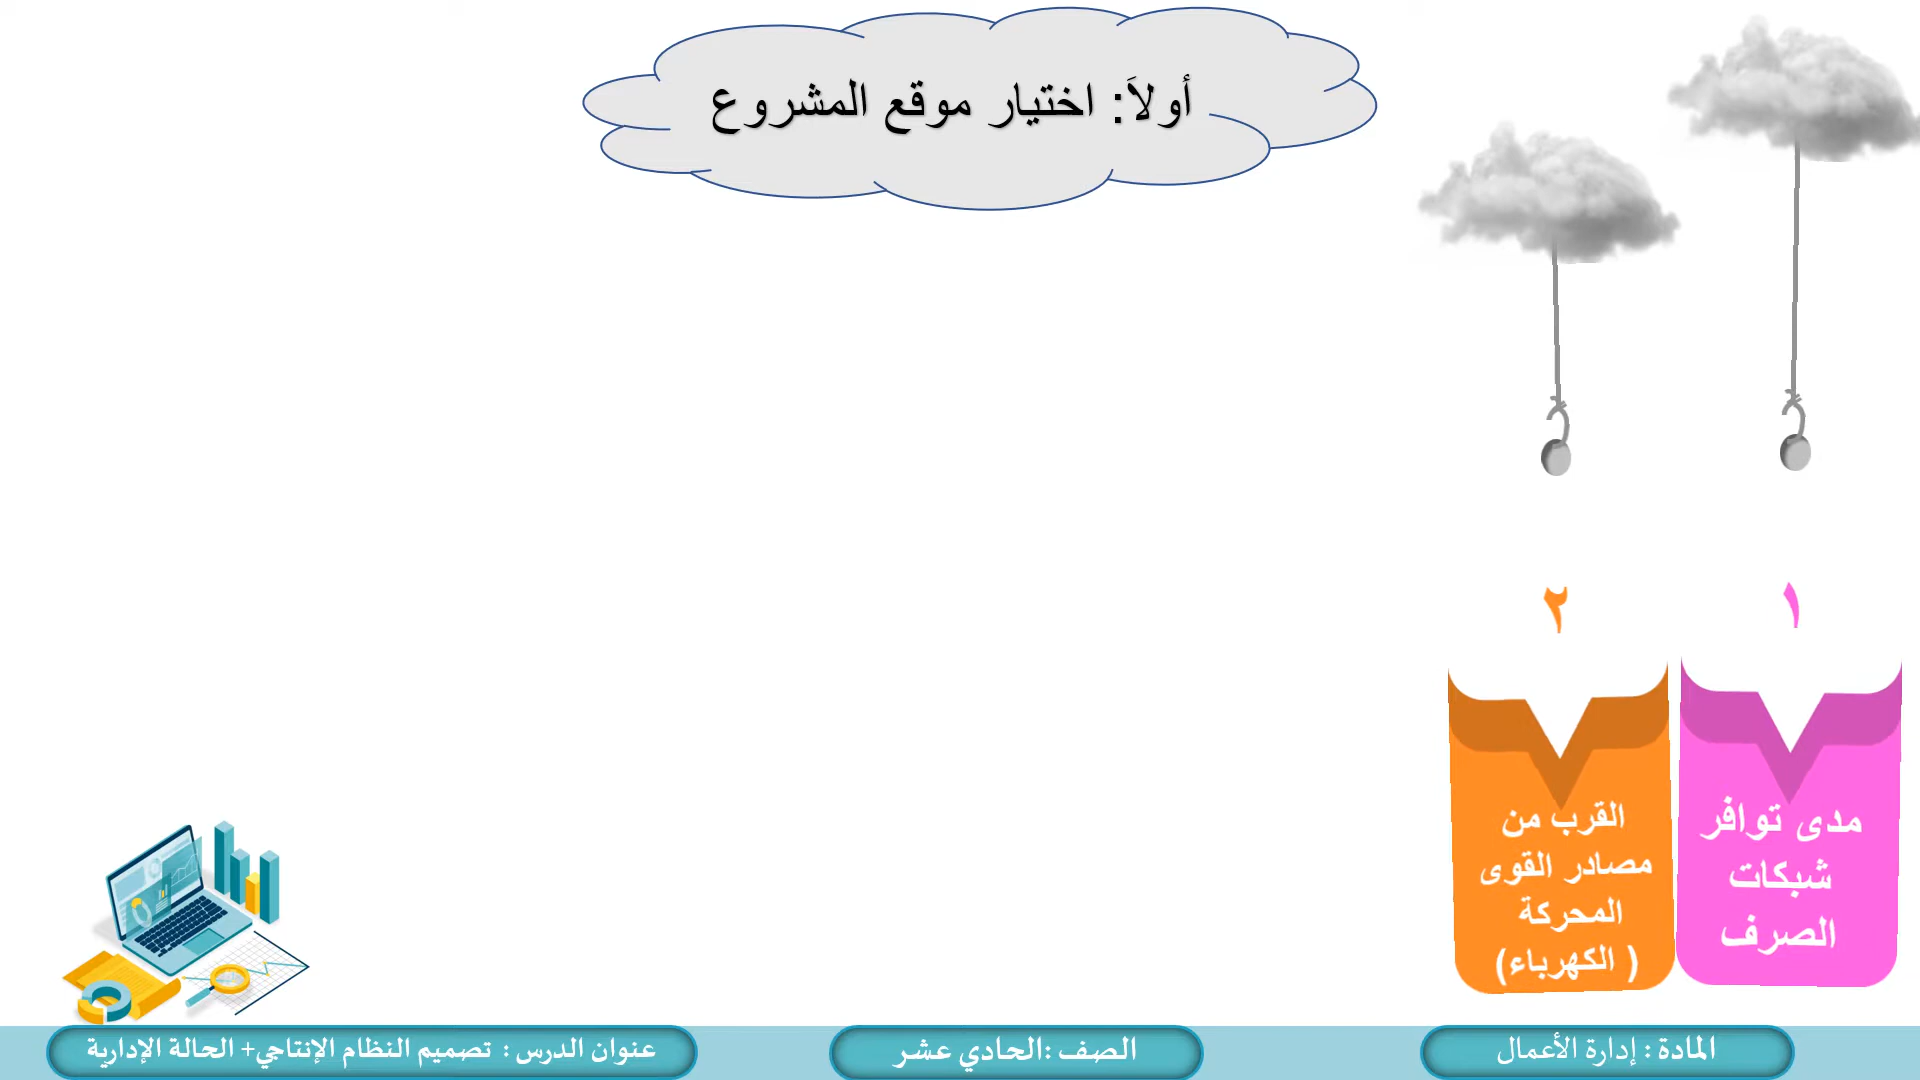 أولاَ: اختيار موقع المشروع
١
مدى توافر
شبكات
الصرف
٢
القرب من
مصادر القوى
المحركة
( الكهرباء)
المادة : إدارة الأعمال
الصف :الحادي عشر
عنوان الدرس : تصميم النظام الإنتاجي+ الحالة الإدارية